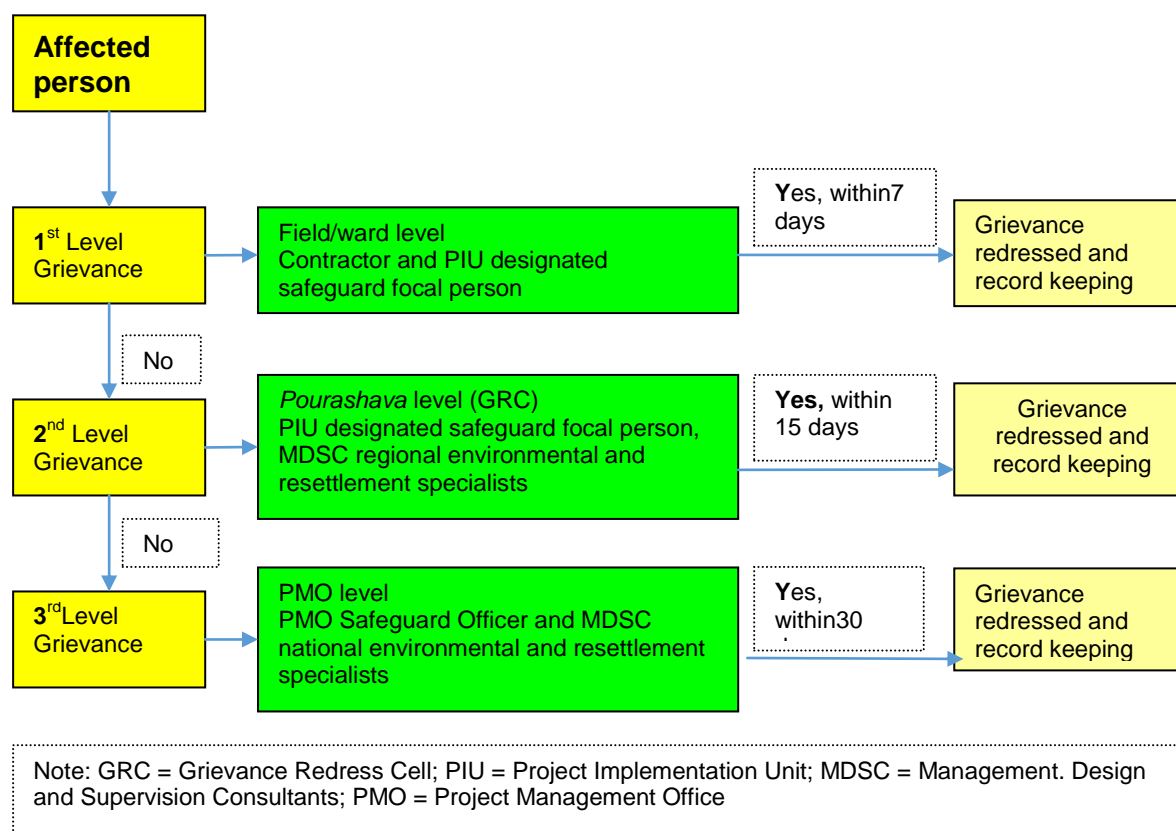 Affected
person
1st Level
Grievance
Field/ward level
Contractor and PIU designated
safeguard focal person
Yes, within7
days
Grievance
redressed and
record keeping
No
2nd Level
Grievance
Pourashava level (GRC)
PIU designated safeguard focal person,
MDSC regional environmental and
resettlement specialists
Yes, within
15 days
Grievance
redressed and
record keeping
No
3rdLevel
Grievance
PMO level
PMO Safeguard Officer and MDSC
national environmental and resettlement
specialists
Yes,
within30
Grievance
redressed and
record keeping
Note: GRC = Grievance Redress Cell; PIU = Project Implementation Unit; MDSC = Management. Design
and Supervision Consultants; PMO = Project Management Office